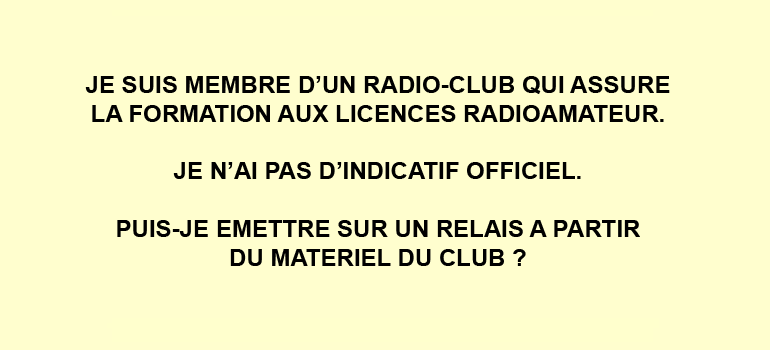 JE SUIS MEMBRE D’UN RADIO-CLUB QUI ASSURE
LA FORMATION AUX LICENCES RADIOAMATEUR.
JE N’AI PAS D’INDICATIF OFFICIEL.
PUIS-JE EMETTRE SUR UN RELAIS A PARTIR
DU MATERIEL DU CLUB ?